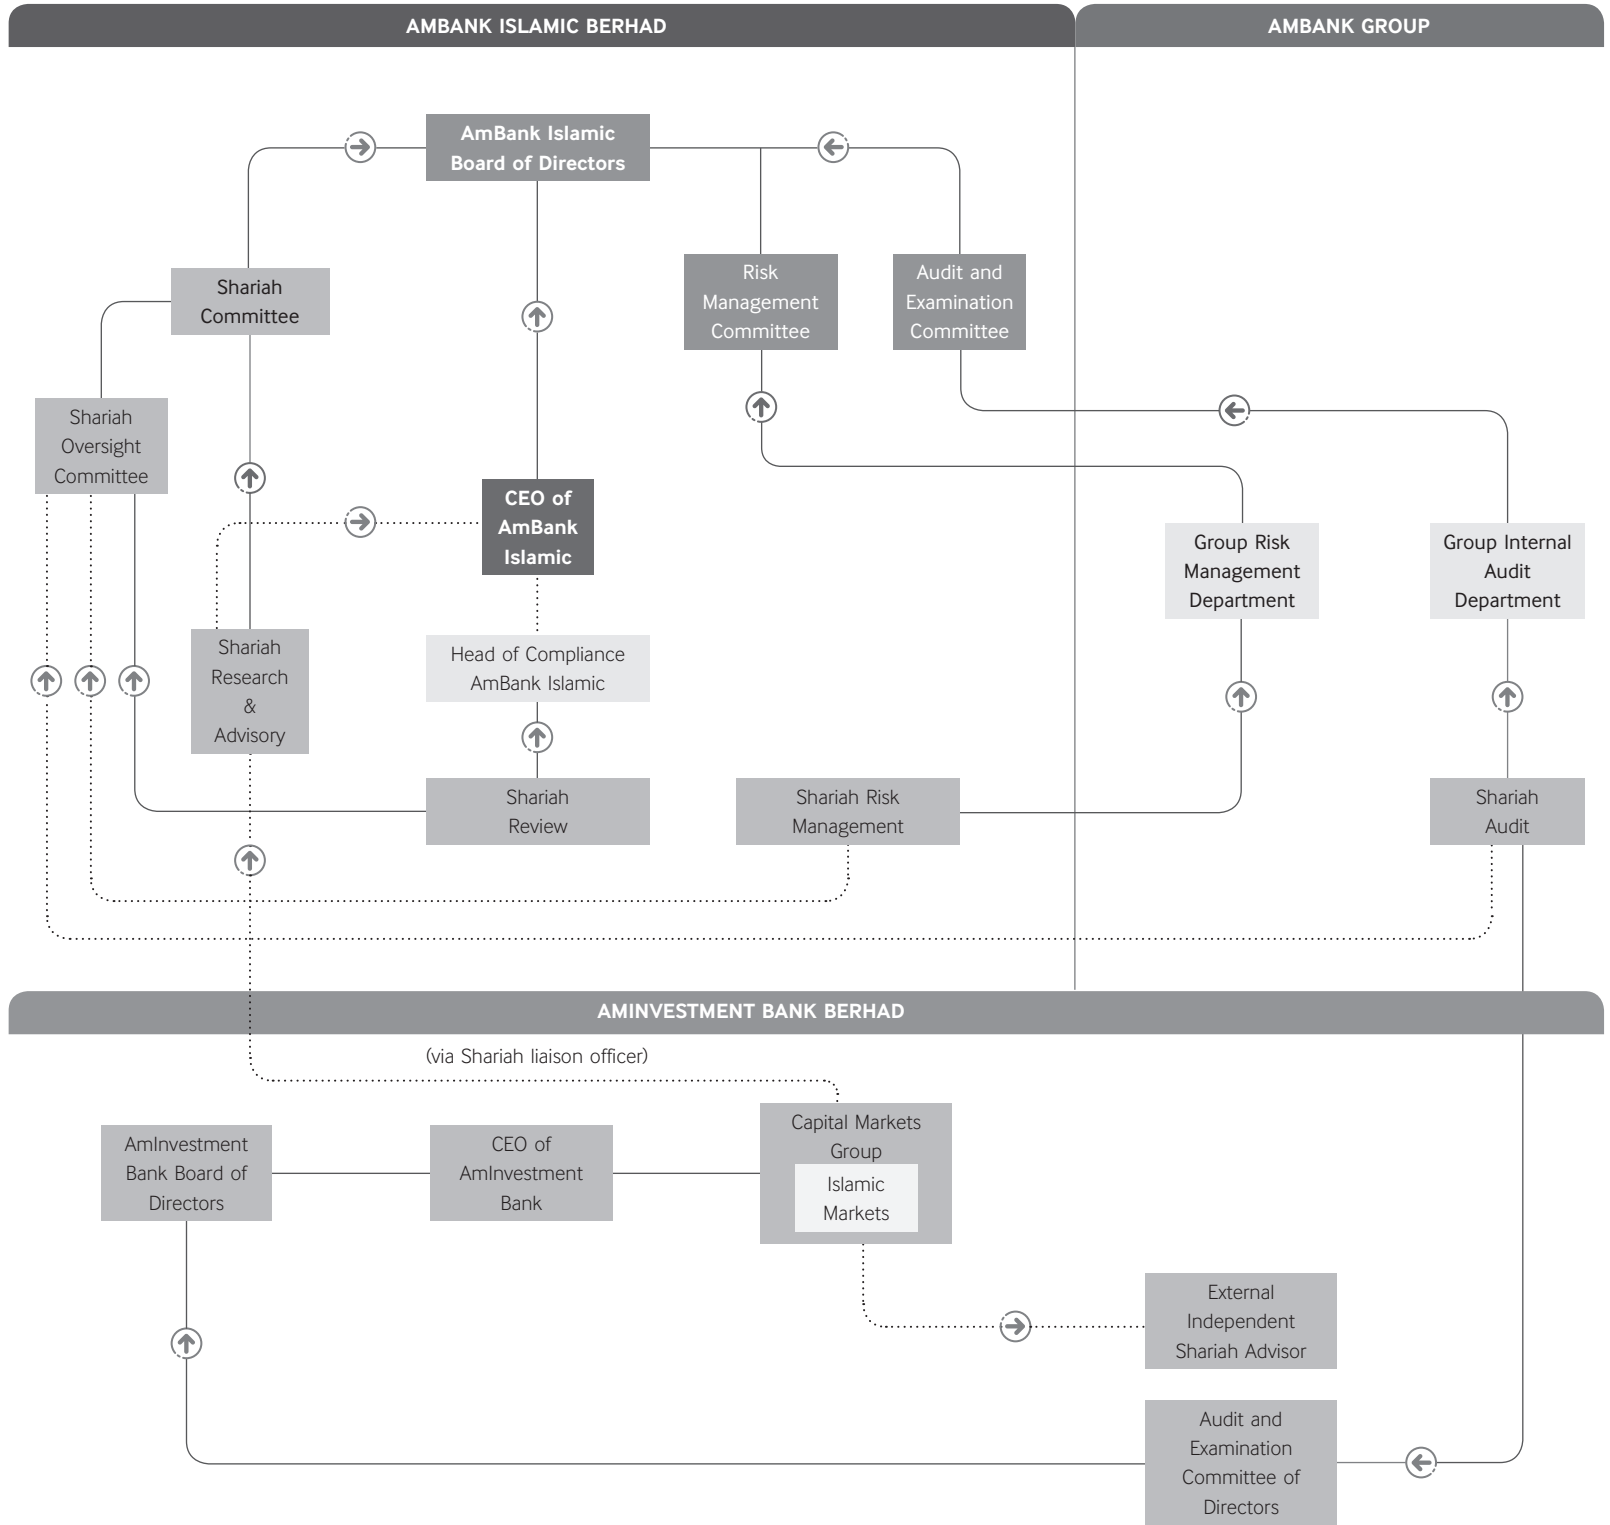 AMBANK ISLAMIC BERHAD
AMBANK GROUP
AmBank Islamic
Board of Directors
Shariah
Committee
Risk
Management
Committee
Audit and
Examination
Committee
Shariah
Oversight
Committee
CEO of
AmBank
Islamic
Group Risk
Management
Department
Group Internal
Audit
Department
Shariah
Research
&
Advisory
Head of Compliance
AmBank Islamic
Shariah
Review
Shariah Risk
Management
Shariah
Audit
AMINVESTMENT BANK BERHAD
(via Shariah liaison officer)
AmInvestment
Bank Board of
Directors
CEO of
AmInvestment
Bank
Capital Markets
Group
Islamic
Markets
External
Independent
Shariah Advisor
Audit and
Examination
Committee of
Directors